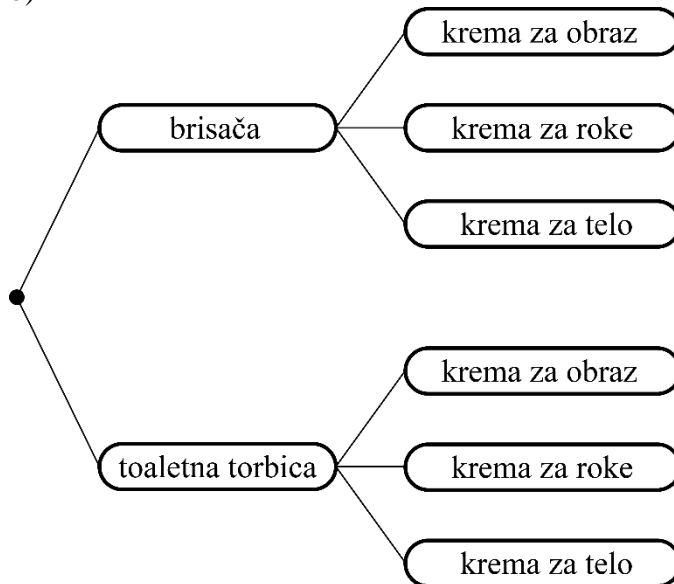 krema za obraz
brisača
krema za roke
krema za telo
krema za obraz
toaletna torbica
krema za roke
krema za telo